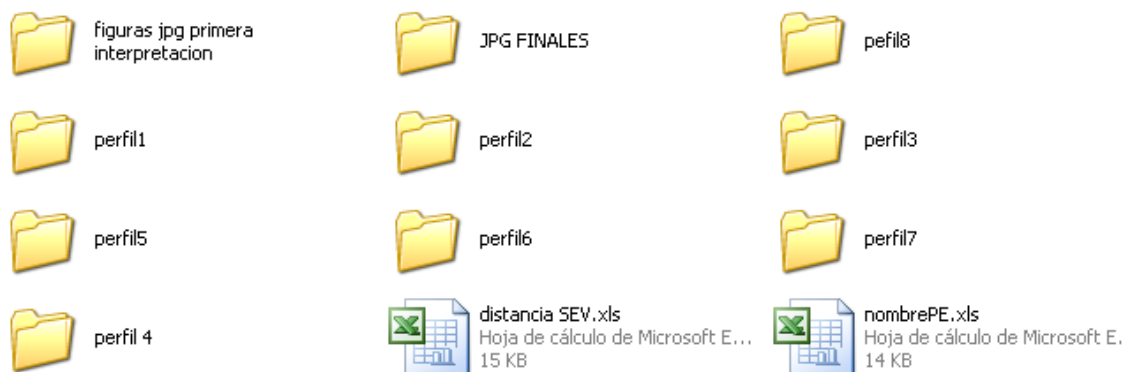 figuras jpg primera
interpretacion
JPG FINALES
pefil8
perfil1
perfil2
perfil3
perfil5
perfil6
perfil7
perfil 4
distancia SEV.xls
Hoja de cálculo de Microsoft E...
15 KB
nombrePE.xls
Hoja de cálculo de Microsoft E.
14 KB